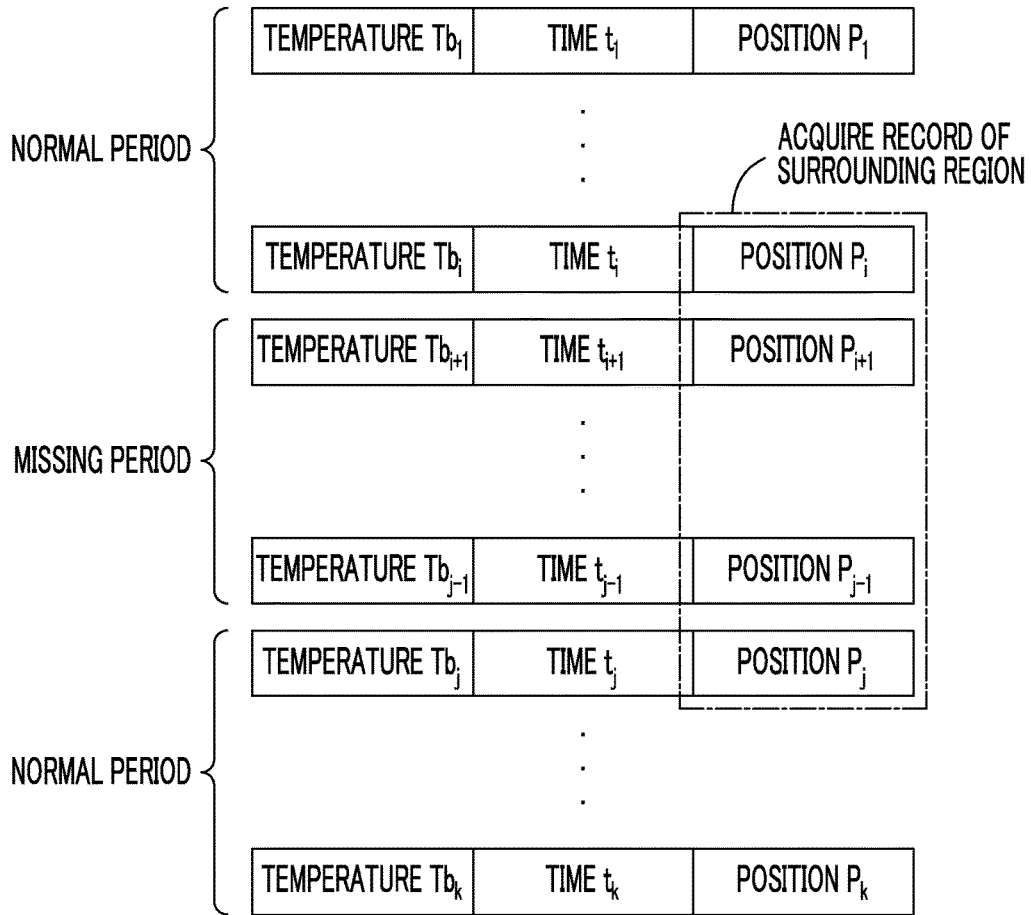 TEMPERATURE Tb₁ TIME t₁ POSITION P₁
NORMAL PERIOD
ACQUIRE RECORD OF
SURROUNDING REGION
TEMPERATURE Tbᵢ TIME tᵢ POSITION Pᵢ
TEMPERATURE Tbᵢ₊₁ TIME tᵢ₊₁ POSITION Pᵢ₊₁
MISSING PERIOD
TEMPERATURE Tbⱼ₋₁ TIME tⱼ₋₁ POSITION Pⱼ₋₁
TEMPERATURE Tbⱼ TIME tⱼ POSITION Pⱼ
NORMAL PERIOD
TEMPERATURE Tbₖ TIME tₖ POSITION Pₖ